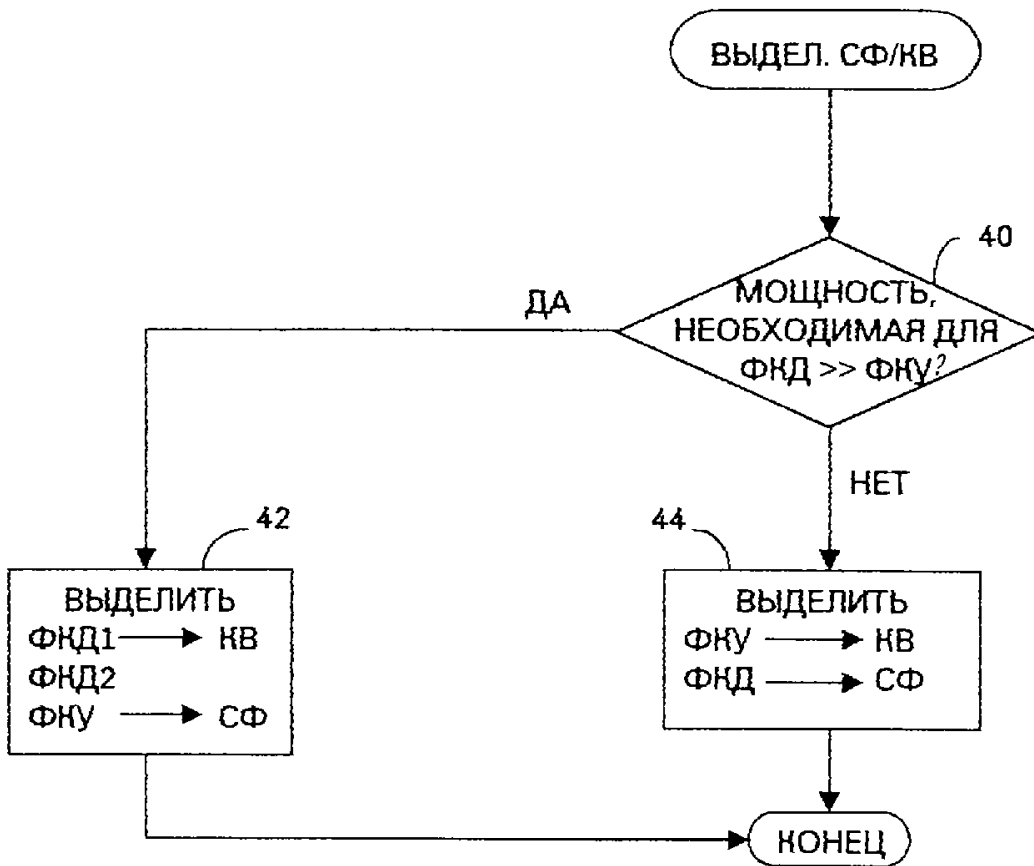 ВЫДЕЛ. СФ/КВ
40
МОЩНОСТЬ,
НЕОБХОДИМАЯ ДЛЯ
ФКД >> ФКУ?
ДА
НЕТ
42
ВЫДЕЛИТЬ
ФКД1 → КВ
ФКД2
ФКУ → СФ
44
ВЫДЕЛИТЬ
ФКУ → КВ
ФКД → СФ
КОНЕЦ